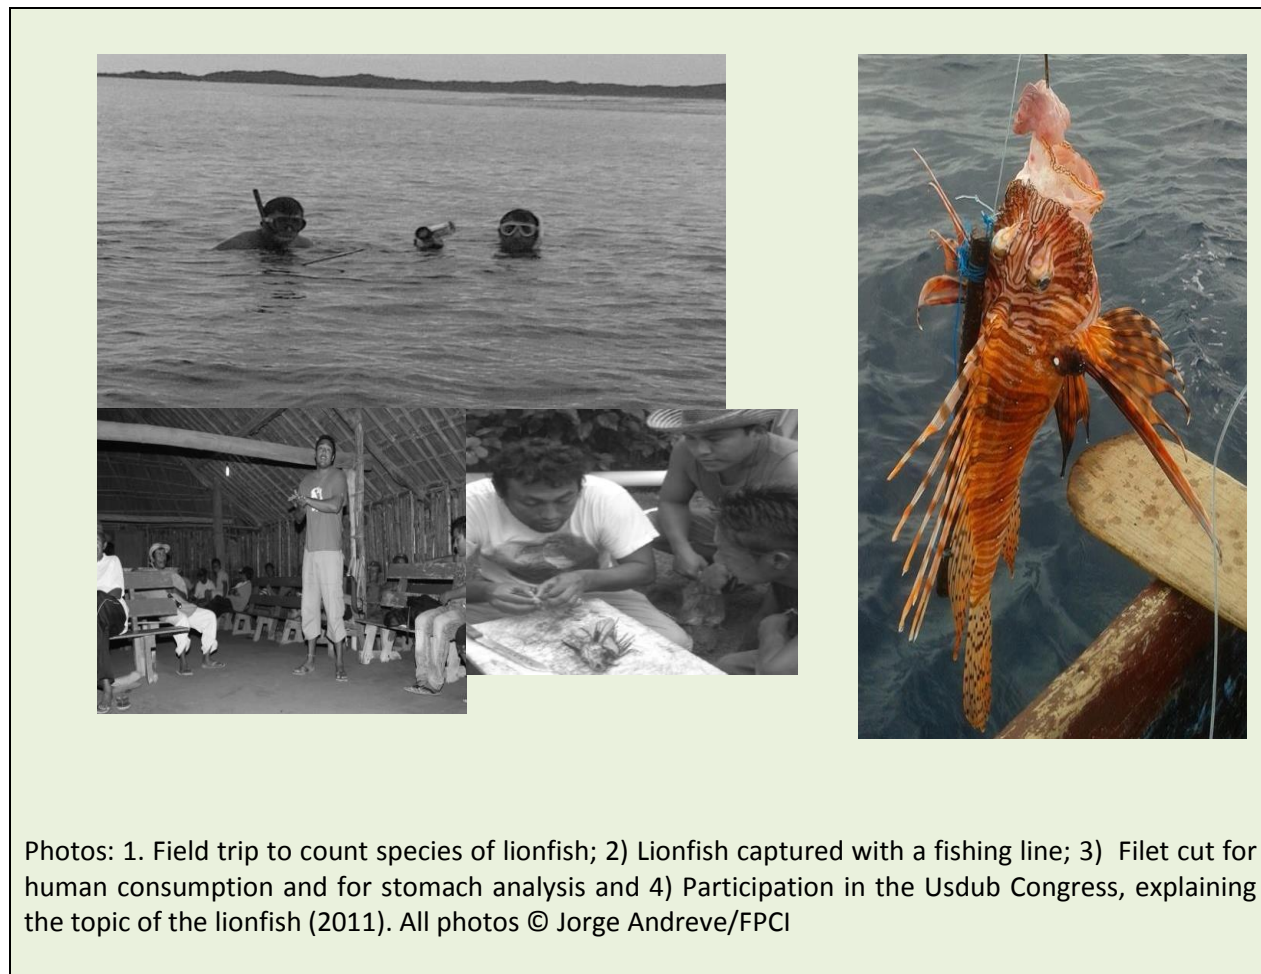 Photos: 1. Field trip to count species of lionfish; 2) Lionfish captured with a fishing line; 3) Filet cut for
human consumption and for stomach analysis and 4) Participation in the Usdub Congress, explaining
the topic of the lionfish (2011). All photos © Jorge Andreve/FPCI